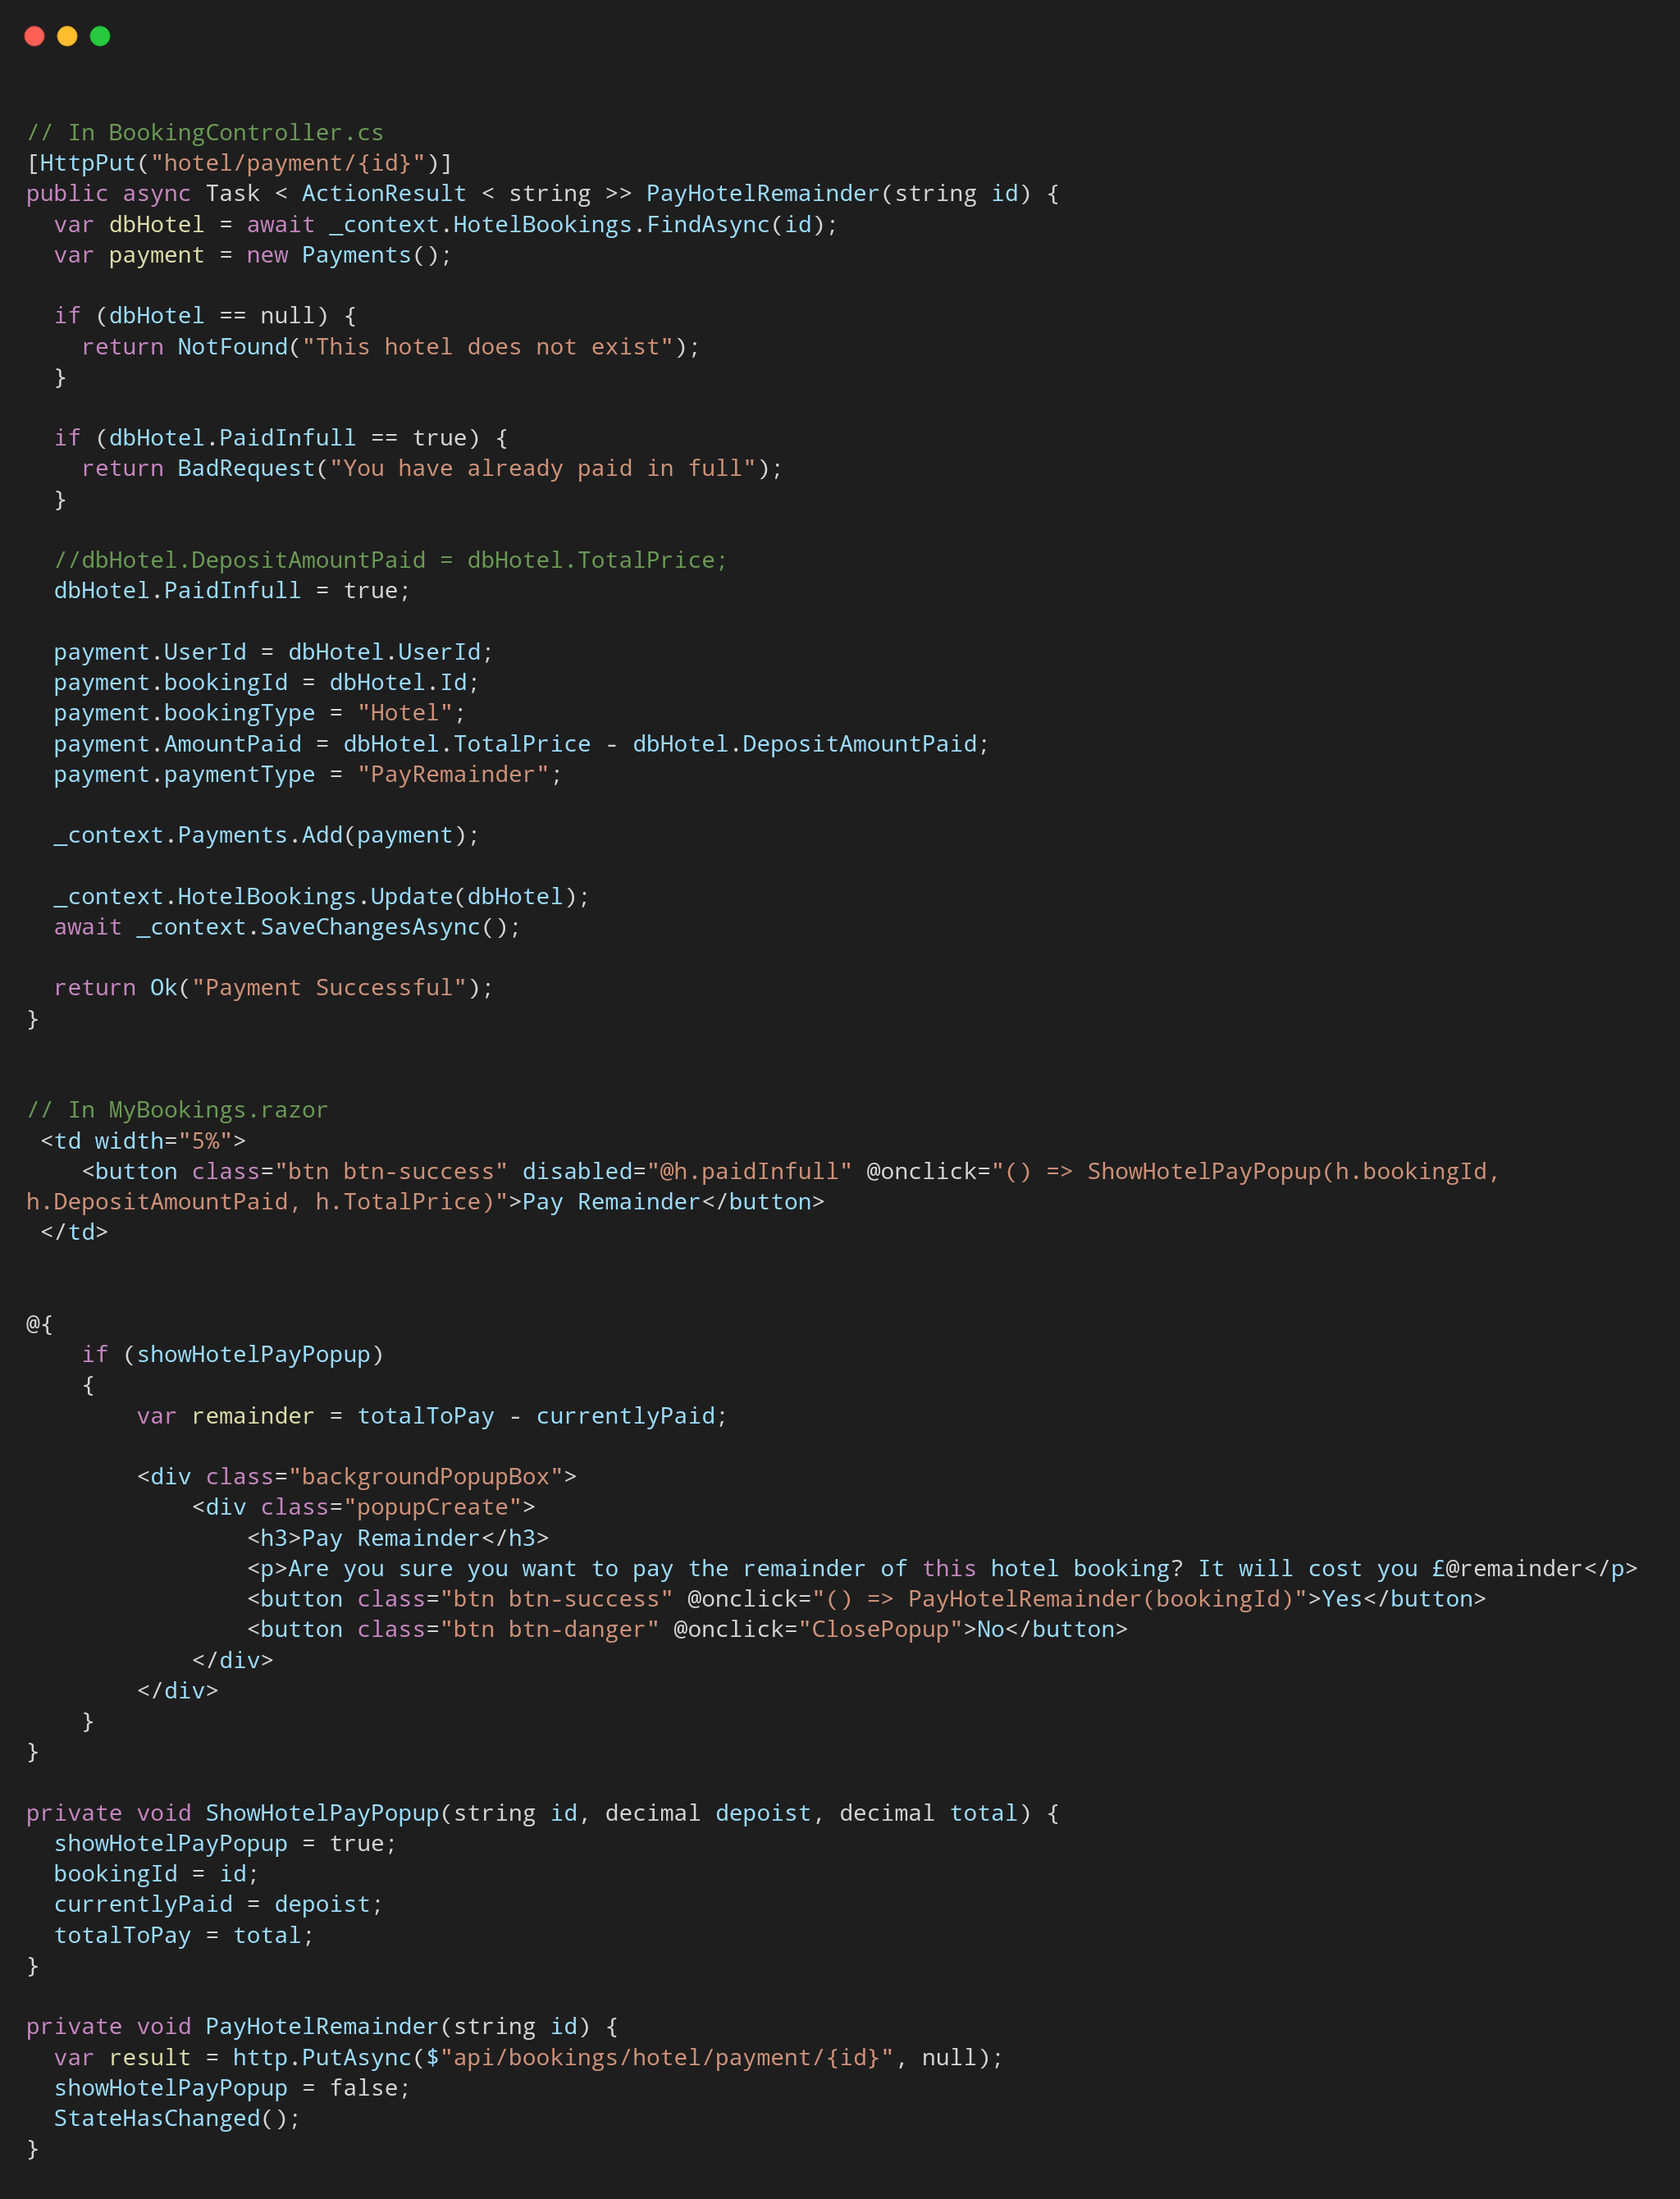 // In BookingController.cs
[HttpPut("hotel/payment/{id}")]
public async Task < ActionResult < string >> PayHotelRemainder(string id) {
  var dbHotel = await _context.HotelBookings.FindAsync(id);
  var payment = new Payments();

  if (dbHotel == null) {
    return NotFound("This hotel does not exist");
  }

  if (dbHotel.PaidInfull == true) {
    return BadRequest("You have already paid in full");
  }

  //dbHotel.DepositAmountPaid = dbHotel.TotalPrice;
  dbHotel.PaidInfull = true;

  payment.UserId = dbHotel.UserId;
  payment.bookingId = dbHotel.Id;
  payment.bookingType = "Hotel";
  payment.AmountPaid = dbHotel.TotalPrice - dbHotel.DepositAmountPaid;
  payment.paymentType = "PayRemainder";

  _context.Payments.Add(payment);

  _context.HotelBookings.Update(dbHotel);
  await _context.SaveChangesAsync();

  return Ok("Payment Successful");
}


// In MyBookings.razor
 <td width="5%">
    <button class="btn btn-success" disabled="@h.paidInfull" @onclick="() => ShowHotelPayPopup(h.bookingId,
h.DepositAmountPaid, h.TotalPrice)">Pay Remainder</button>
 </td>


@{
    if (showHotelPayPopup)
    {
        var remainder = totalToPay - currentlyPaid;

        <div class="backgroundPopupBox">
            <div class="popupCreate">
                <h3>Pay Remainder</h3>
                <p>Are you sure you want to pay the remainder of this hotel booking? It will cost you £@remainder</p>
                <button class="btn btn-success" @onclick="() => PayHotelRemainder(bookingId)">Yes</button>
                <button class="btn btn-danger" @onclick="ClosePopup">No</button>
            </div>
        </div>
    }
}

private void ShowHotelPayPopup(string id, decimal depoist, decimal total) {
  showHotelPayPopup = true;
  bookingId = id;
  currentlyPaid = depoist;
  totalToPay = total;
}

private void PayHotelRemainder(string id) {
  var result = http.PutAsync($"api/bookings/hotel/payment/{id}", null);
  showHotelPayPopup = false;
  StateHasChanged();
}